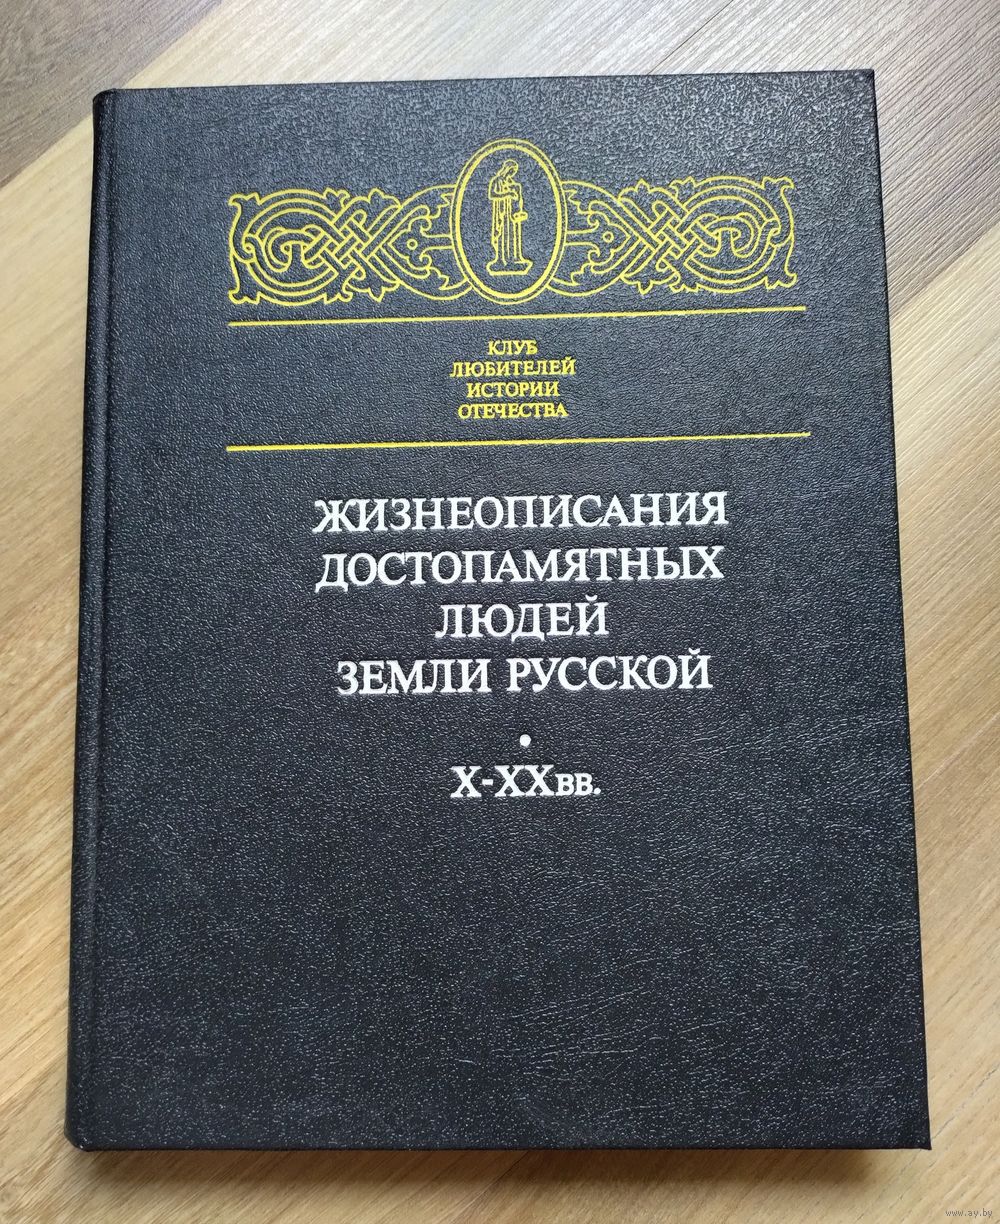 КЛУБ
ЛЮБИТЕЛЕЙ
ИСТОРИИ
ОТЕЧЕСТВА
ЖИЗНЕОПИСАНИЯ
ДОСТОПАМЯТНЫХ
ЛЮДЕЙ
ЗЕМЛИ РУССКОЙ
•
X-XXвв.
www.ay.by